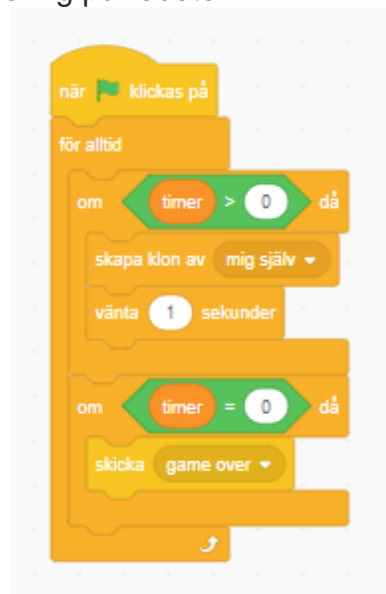 när klickas på
för alltid
om timer > 0 då
skapa klon av mig själv
vänta 1 sekunder
om timer = 0 då
skicka game over